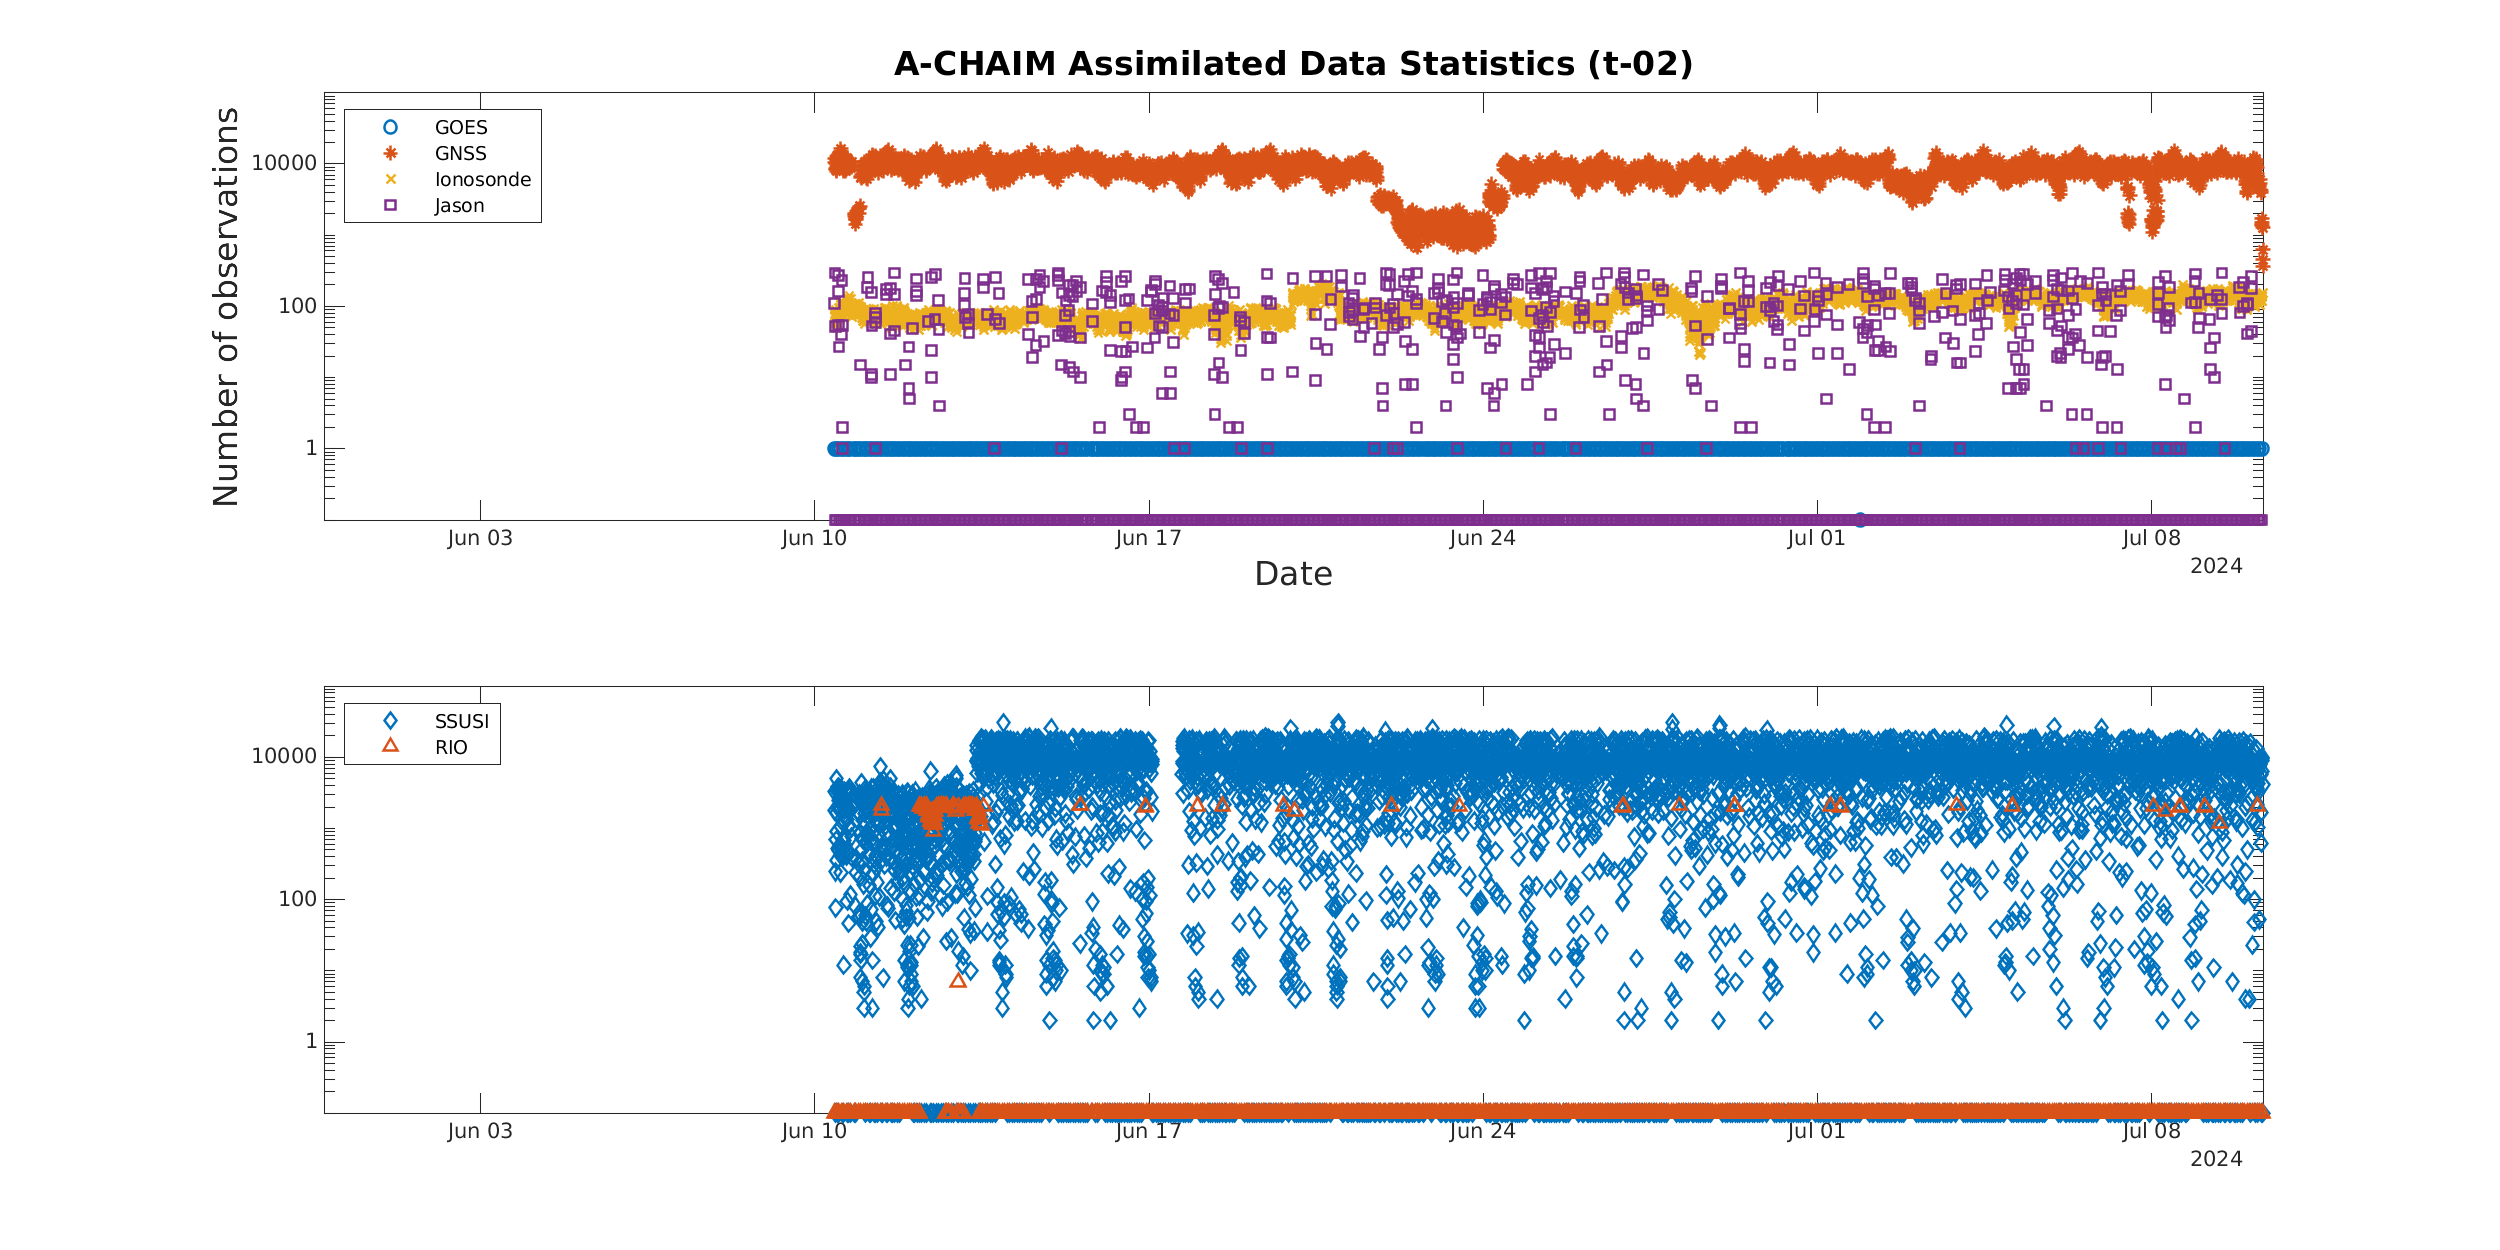 A-CHAIM Assimilated Data Statistics (t-02)
Number of observations
10000
100
1
GOES
GNSS
Ionosonde
Jason
Jun 03
Jun 10
Jun 17
Jun 24
Jul 01
Jul 08
2024
Date
10000
100
1
SSUSI
RIO
Jun 03
Jun 10
Jun 17
Jun 24
Jul 01
Jul 08
2024